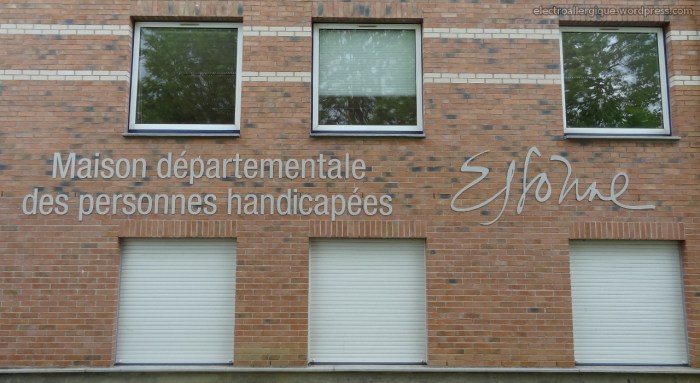 electroallergique.wordpress.com
Maison départementale
des personnes handicapées
Essonne